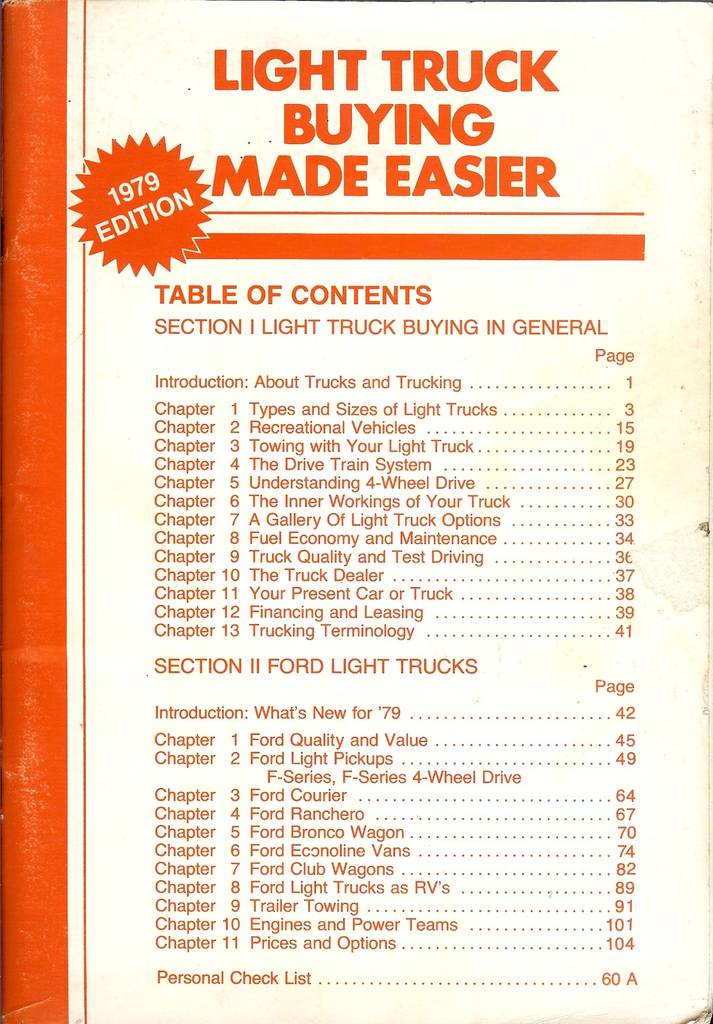 LIGHT TRUCK
BUYING
MADE EASIER
1979
EDITION
TABLE OF CONTENTS
SECTION I LIGHT TRUCK BUYING IN GENERAL
Page
Introduction: About Trucks and Trucking ................. 1
Chapter 1 Types and Sizes of Light Trucks ............. 3
Chapter 2 Recreational Vehicles ...................... 15
Chapter 3 Towing with Your Light Truck ................ 19
Chapter 4 The Drive Train System .................... 23
Chapter 5 Understanding 4-Wheel Drive ............... 27
Chapter 6 The Inner Workings of Your Truck ........... 30
Chapter 7 A Gallery Of Light Truck Options ............ 33
Chapter 8 Fuel Economy and Maintenance ............. 34
Chapter 9 Truck Quality and Test Driving .............. 36
Chapter 10 The Truck Dealer .......................... 37
Chapter 11 Your Present Car or Truck .................. 38
Chapter 12 Financing and Leasing ..................... 39
Chapter 13 Trucking Terminology ...................... 41
SECTION II FORD LIGHT TRUCKS
Page
Introduction: What's New for '79 ........................ 42
Chapter 1 Ford Quality and Value ..................... 45
Chapter 2 Ford Light Pickups ......................... 49
F-Series, F-Series 4-Wheel Drive
Chapter 3 Ford Courier .............................. 64
Chapter 4 Ford Ranchero ............................. 67
Chapter 5 Ford Bronco Wagon ........................ 70
Chapter 6 Ford Econoline Vans ....................... 74
Chapter 7 Ford Club Wagons ......................... 82
Chapter 8 Ford Light Trucks as RV's .................. 89
Chapter 9 Trailer Towing ............................. 91
Chapter 10 Engines and Power Teams ................ 101
Chapter 11 Prices and Options ........................ 104
Personal Check List ................................. 60 A